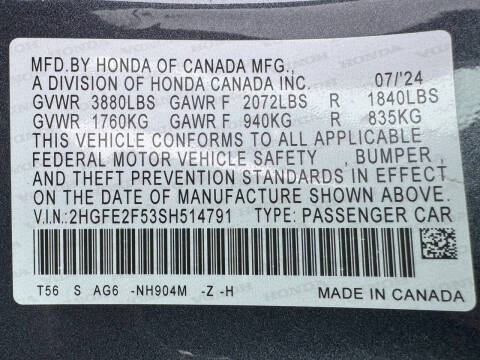 MFD.BY HONDA OF CANADA MFG.,
A DIVISION OF HONDA CANADA INC. 07/'24
GVWR 3880LBS GAWR F 2072LBS R 1840LBS
GVWR 1760KG GAWR F 940KG R 835KG
THIS VEHICLE CONFORMS TO ALL APPLICABLE
FEDERAL MOTOR VEHICLE SAFETY , BUMPER ,
AND THEFT PREVENTION STANDARDS IN EFFECT
ON THE DATE OF MANUFACTURE SHOWN ABOVE.
V.I.N.:2HGFE2F53SH514791 TYPE: PASSENGER CAR
T56 S AG6 -NH904M -Z -H MADE IN CANADA